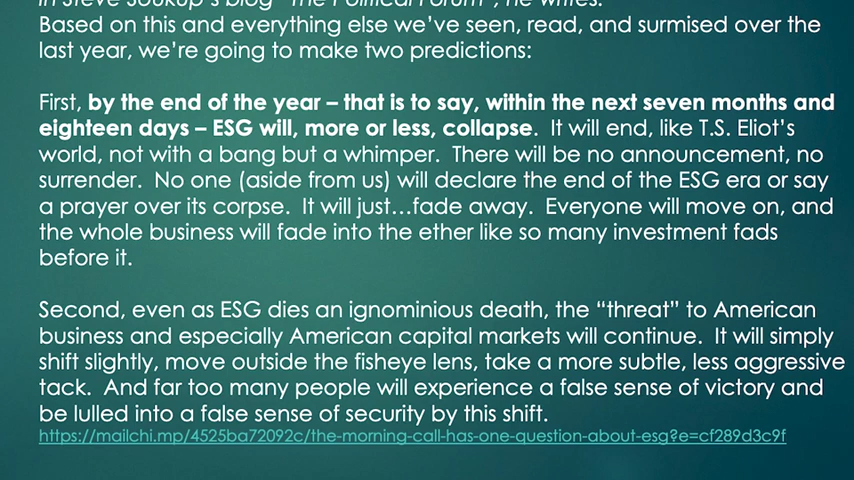 in Steve Soukup's blog "The Political Forum", he writes:
Based on this and everything else we've seen, read, and surmised over the
last year, we're going to make two predictions:
First, by the end of the year – that is to say, within the next seven months and
eighteen days – ESG will, more or less, collapse. It will end, like T.S. Eliot's
world, not with a bang but a whimper. There will be no announcement, no
surrender. No one (aside from us) will declare the end of the ESG era or say
a prayer over its corpse. It will just…fade away. Everyone will move on, and
the whole business will fade into the ether like so many investment fads
before it.
Second, even as ESG dies an ignominious death, the "threat" to American
business and especially American capital markets will continue. It will simply
shift slightly, move outside the fisheye lens, take a more subtle, less aggressive
tack. And far too many people will experience a false sense of victory and
be lulled into a false sense of security by this shift.
https://mailchi.mp/4525ba72092c/the-morning-call-has-one-question-about-esg?e=cf289d3c9f